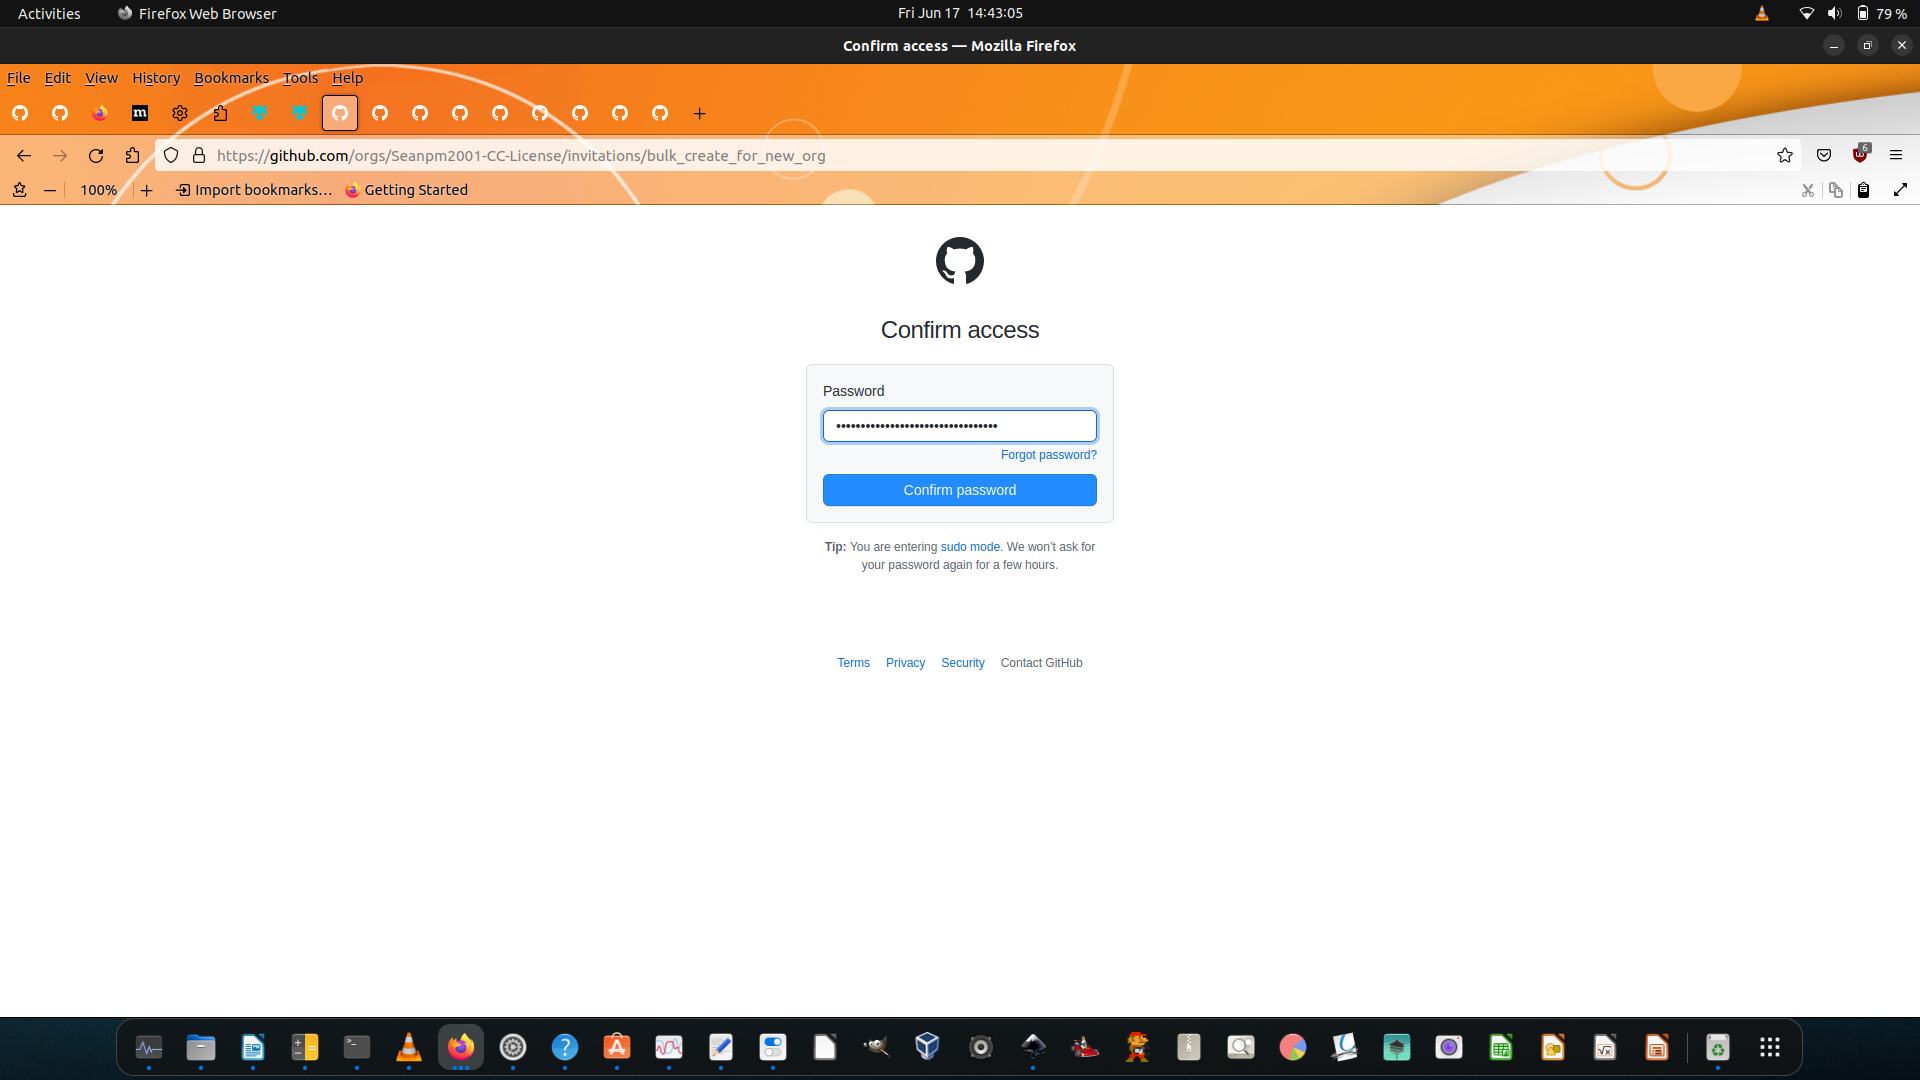 Activities Firefox Web Browser Fri Jun 17 14:43:05 79 %
Confirm access — Mozilla Firefox
File Edit View History Bookmarks Tools Help
m
https://github.com/orgs/Seanpm2001-CC-License/invitations/bulk_create_for_new_org 6
100% Import bookmarks… Getting Started
Confirm access
Password
Forgot password?
Confirm password
Tip: You are entering sudo mode. We won't ask for
your password again for a few hours.
Terms Privacy Security Contact GitHub